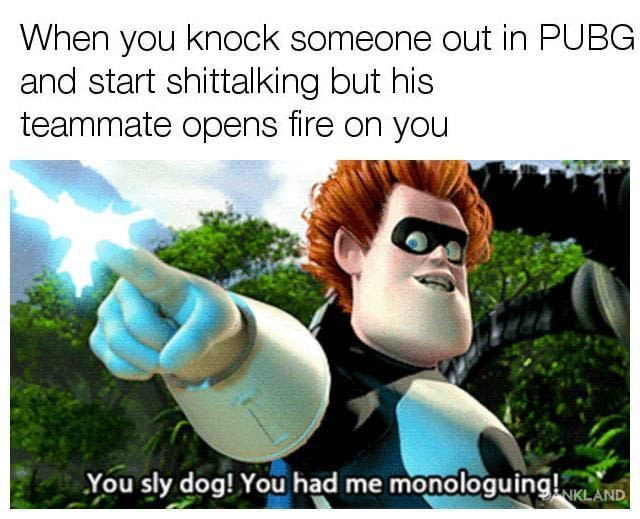 When you knock someone out in PUBG
and start shittalking but his
teammate opens fire on you
You sly dog! You had me monologuing!